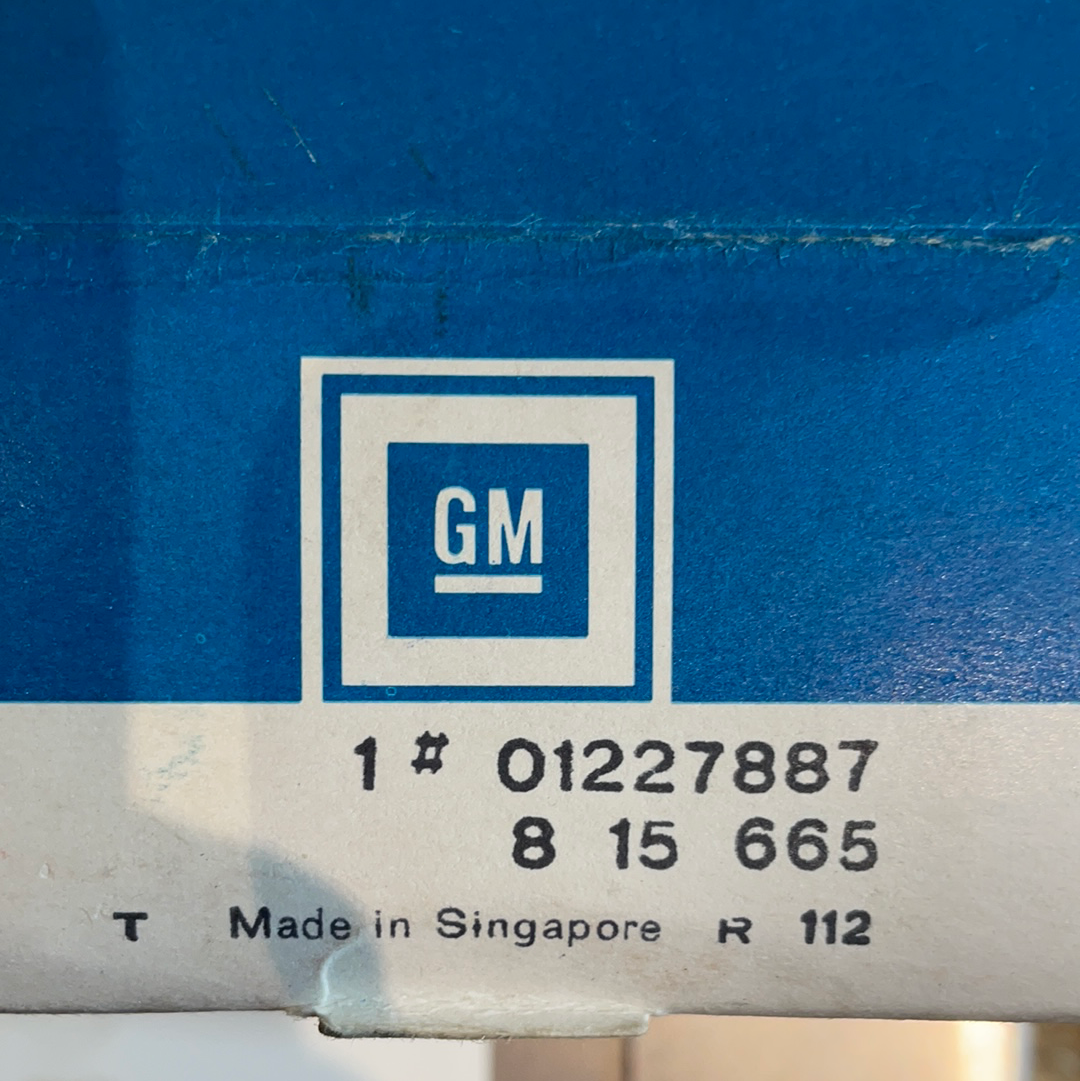 GM
1 # 01227887
8 15 665
T Made in Singapore R 112